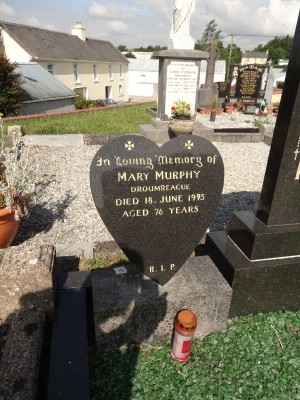 In Loving Memory of
MARY MURPHY
DROUMREAGUE
DIED 18. JUNE 1995
AGED 76 YEARS
R.I.P